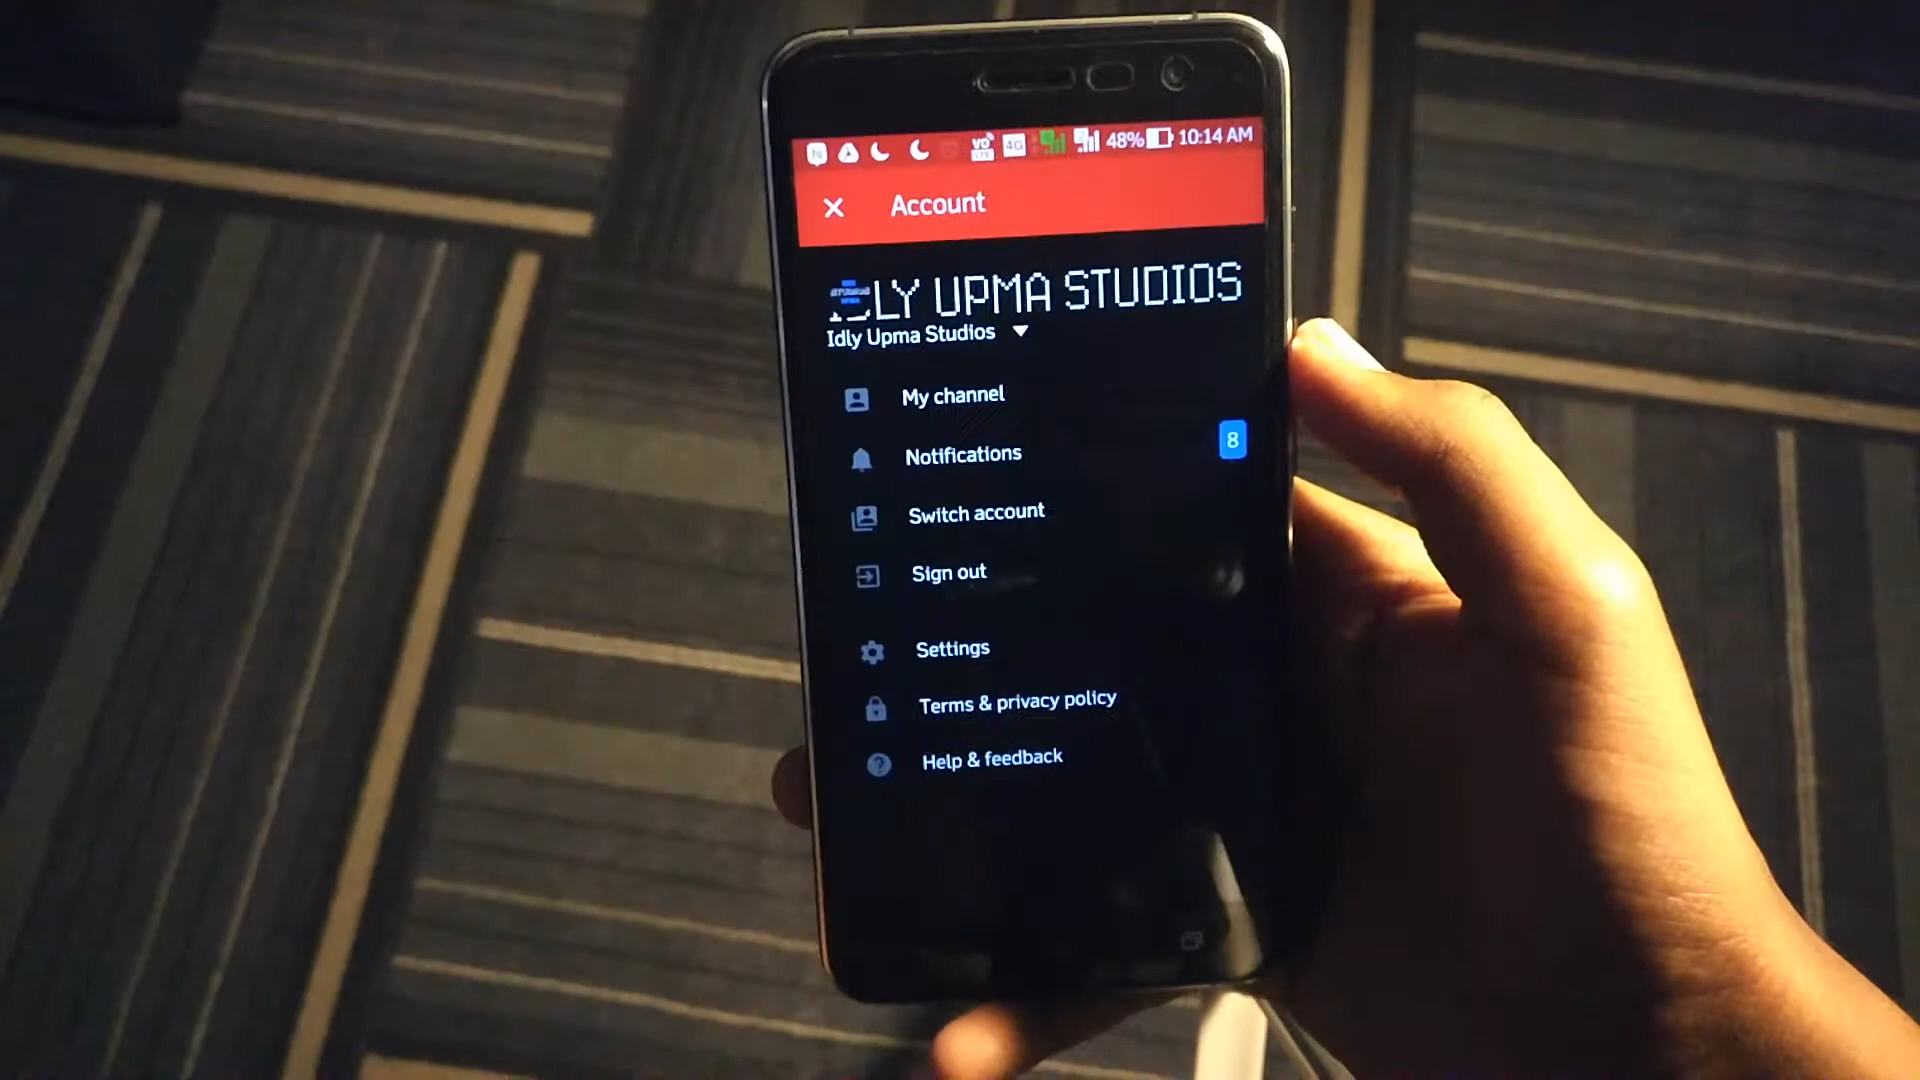 48% 10:14 AM
Account
IDLY UPMA STUDIOS
Idly Upma Studios
My channel
Notifications 8
Switch account
Sign out
Settings
Terms & privacy policy
Help & feedback